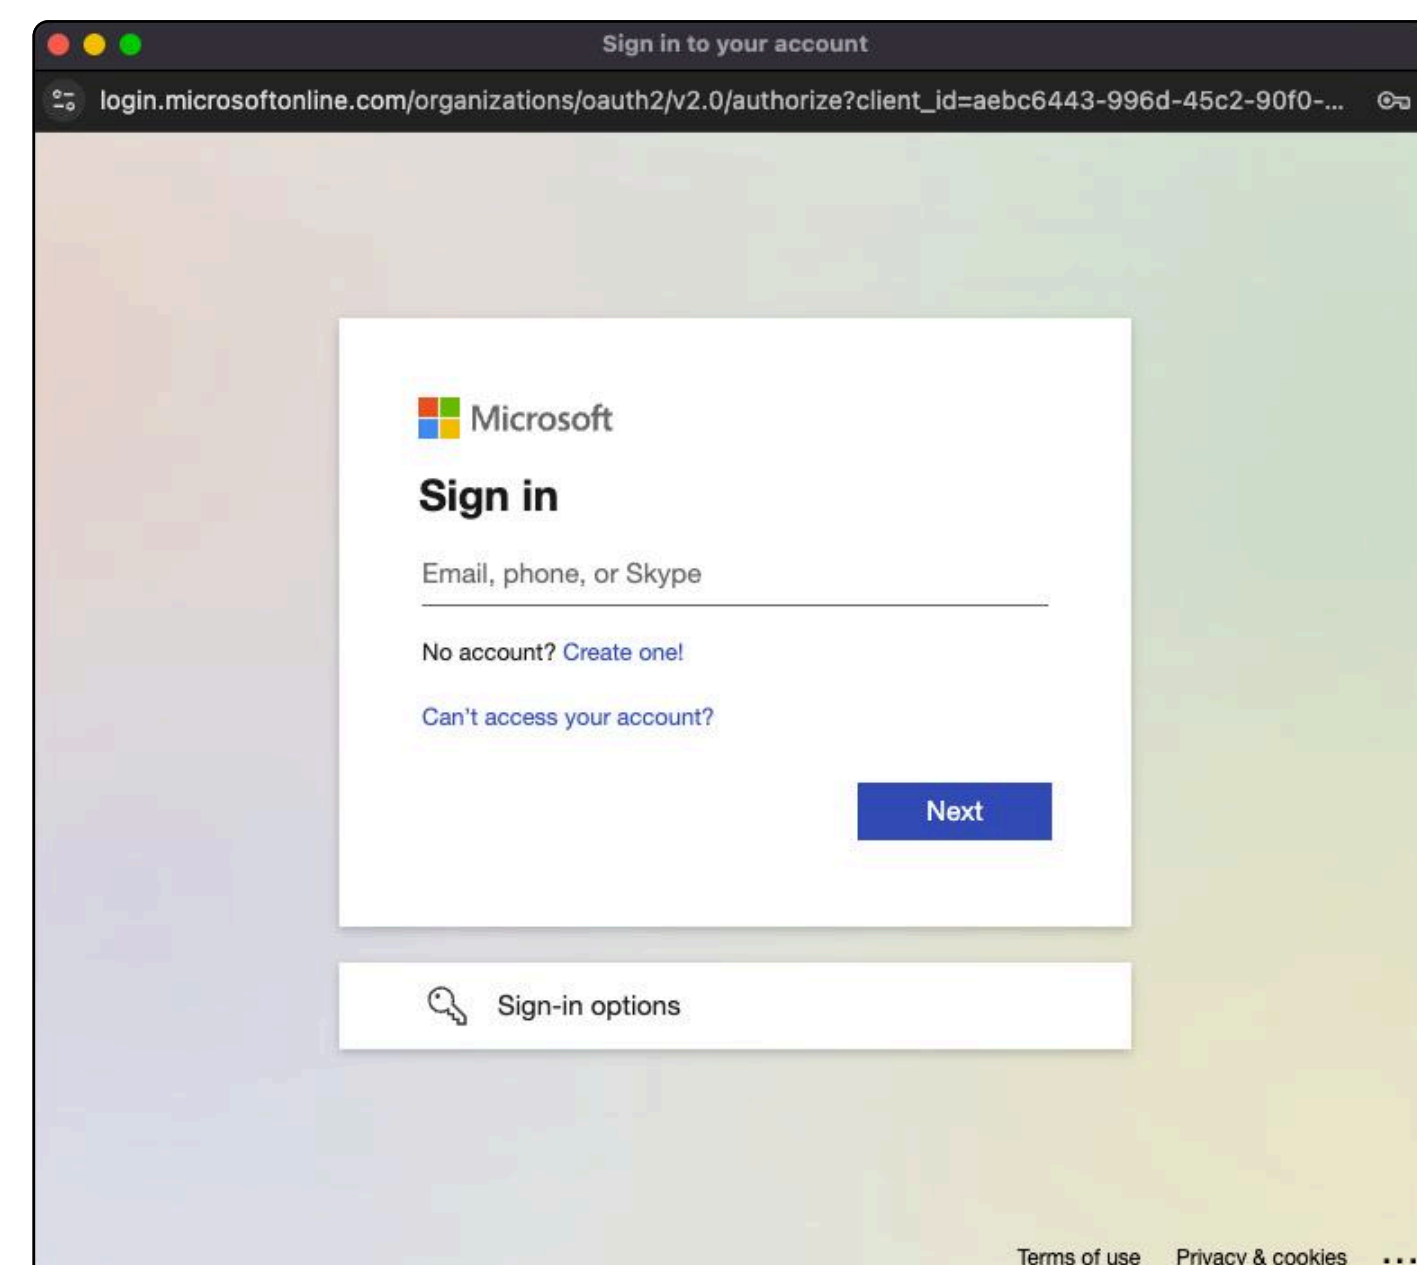 Sign in to your account
login.microsoftonline.com/organizations/oauth2/v2.0/authorize?client_id=aebc6443-996d-45c2-90f0-...
Microsoft
Sign in
Email, phone, or Skype
No account? Create one!
Can't access your account?
Next
Sign-in options
Terms of use Privacy & cookies ...